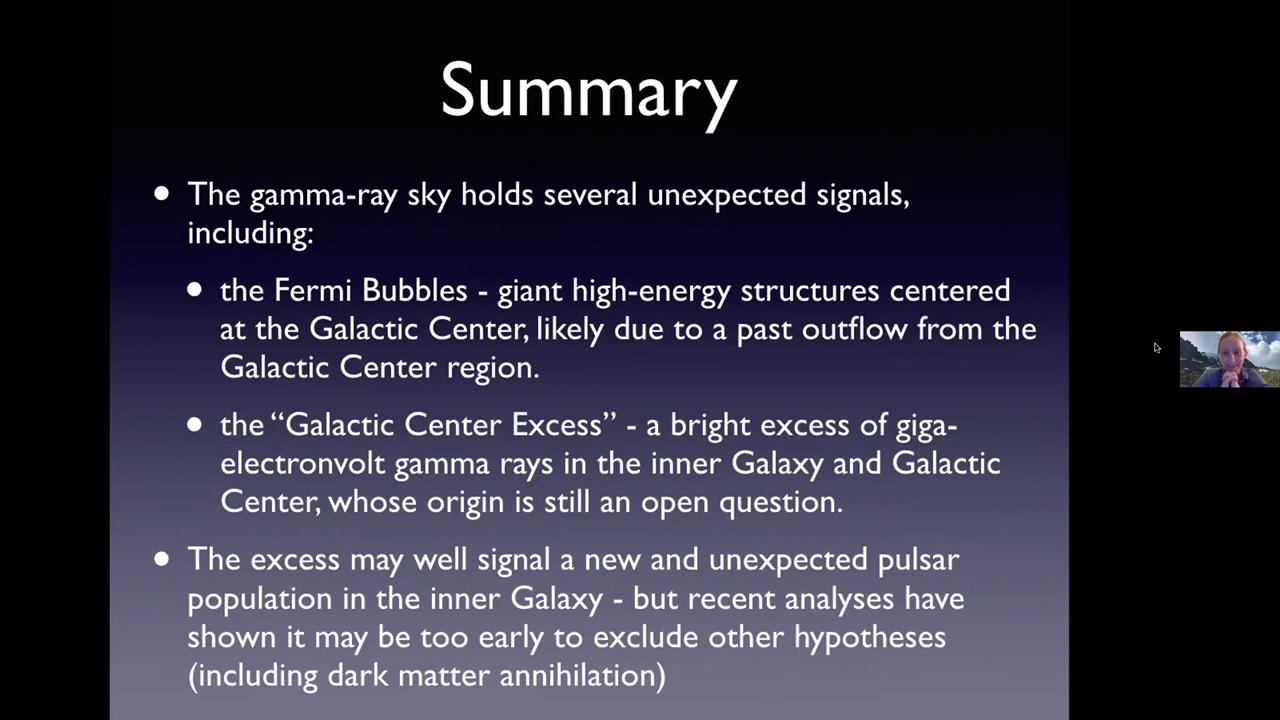 Summary
• The gamma-ray sky holds several unexpected signals,
including:
• the Fermi Bubbles - giant high-energy structures centered
at the Galactic Center, likely due to a past outflow from the
Galactic Center region.
• the “Galactic Center Excess” - a bright excess of giga-
electronvolt gamma rays in the inner Galaxy and Galactic
Center, whose origin is still an open question.
• The excess may well signal a new and unexpected pulsar
population in the inner Galaxy - but recent analyses have
shown it may be too early to exclude other hypotheses
(including dark matter annihilation)